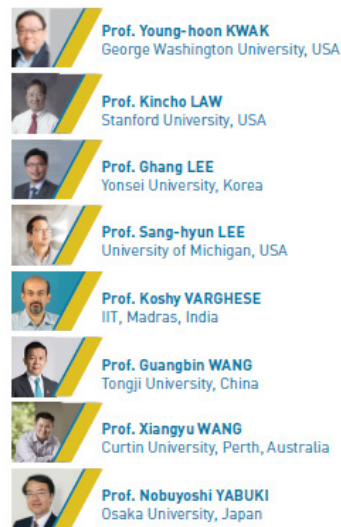 Prof. Young-hoon KWAK
George Washington University, USA
Prof. Kincho LAW
Stanford University, USA
Prof. Ghang LEE
Yonsei University, Korea
Prof. Sang-hyun LEE
University of Michigan, USA
Prof. Koshy VARGHESE
IIT, Madras, India
Prof. Guangbin WANG
Tongji University, China
Prof. Xiangyu WANG
Curtin University, Perth, Australia
Prof. Nobuyoshi YABUKI
Osaka University, Japan